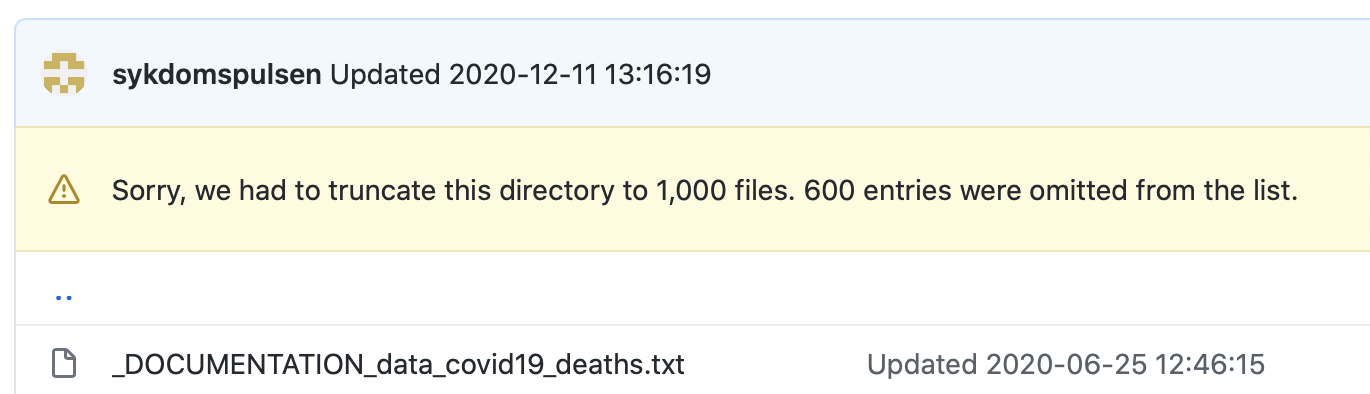 sykdomspulsen Updated 2020-12-11 13:16:19
Sorry, we had to truncate this directory to 1,000 files. 600 entries were omitted from the list.
..
_DOCUMENTATION_data_covid19_deaths.txt Updated 2020-06-25 12:46:15